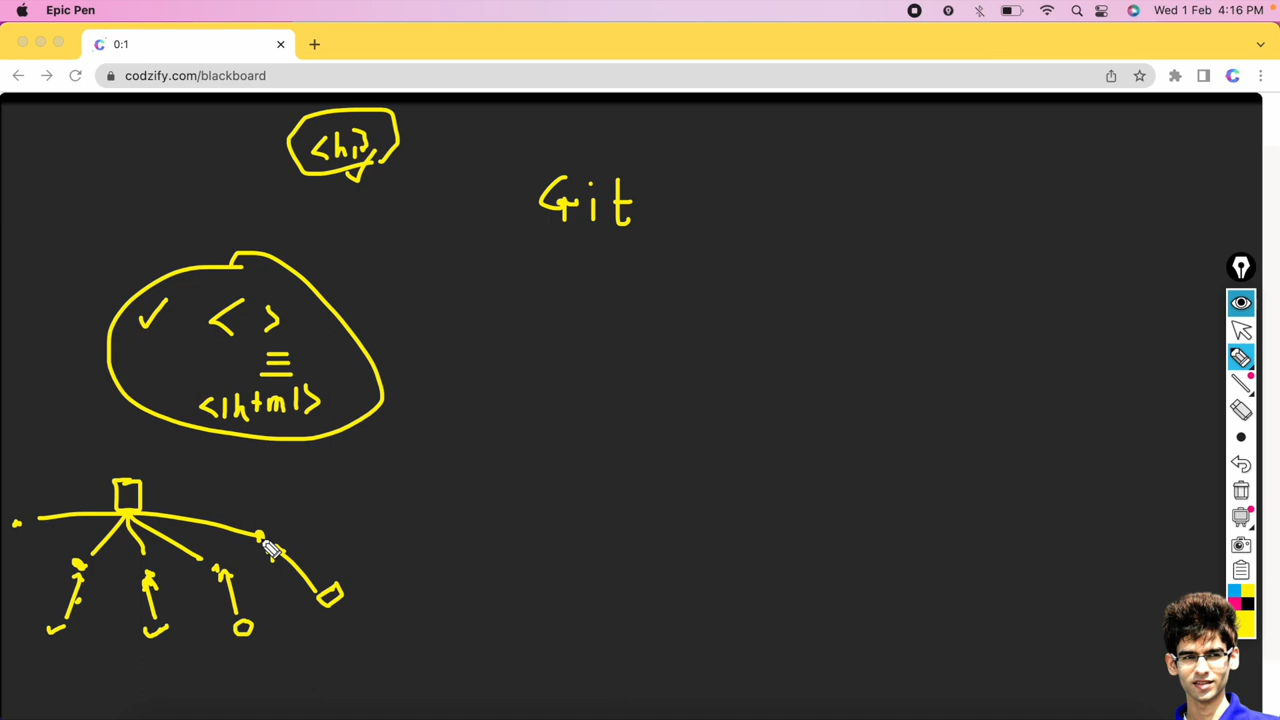 Epic Pen
Wed 1 Feb 4:16 PM
0:1
codzify.com/blackboard
<h1>
Git
< >
<html>